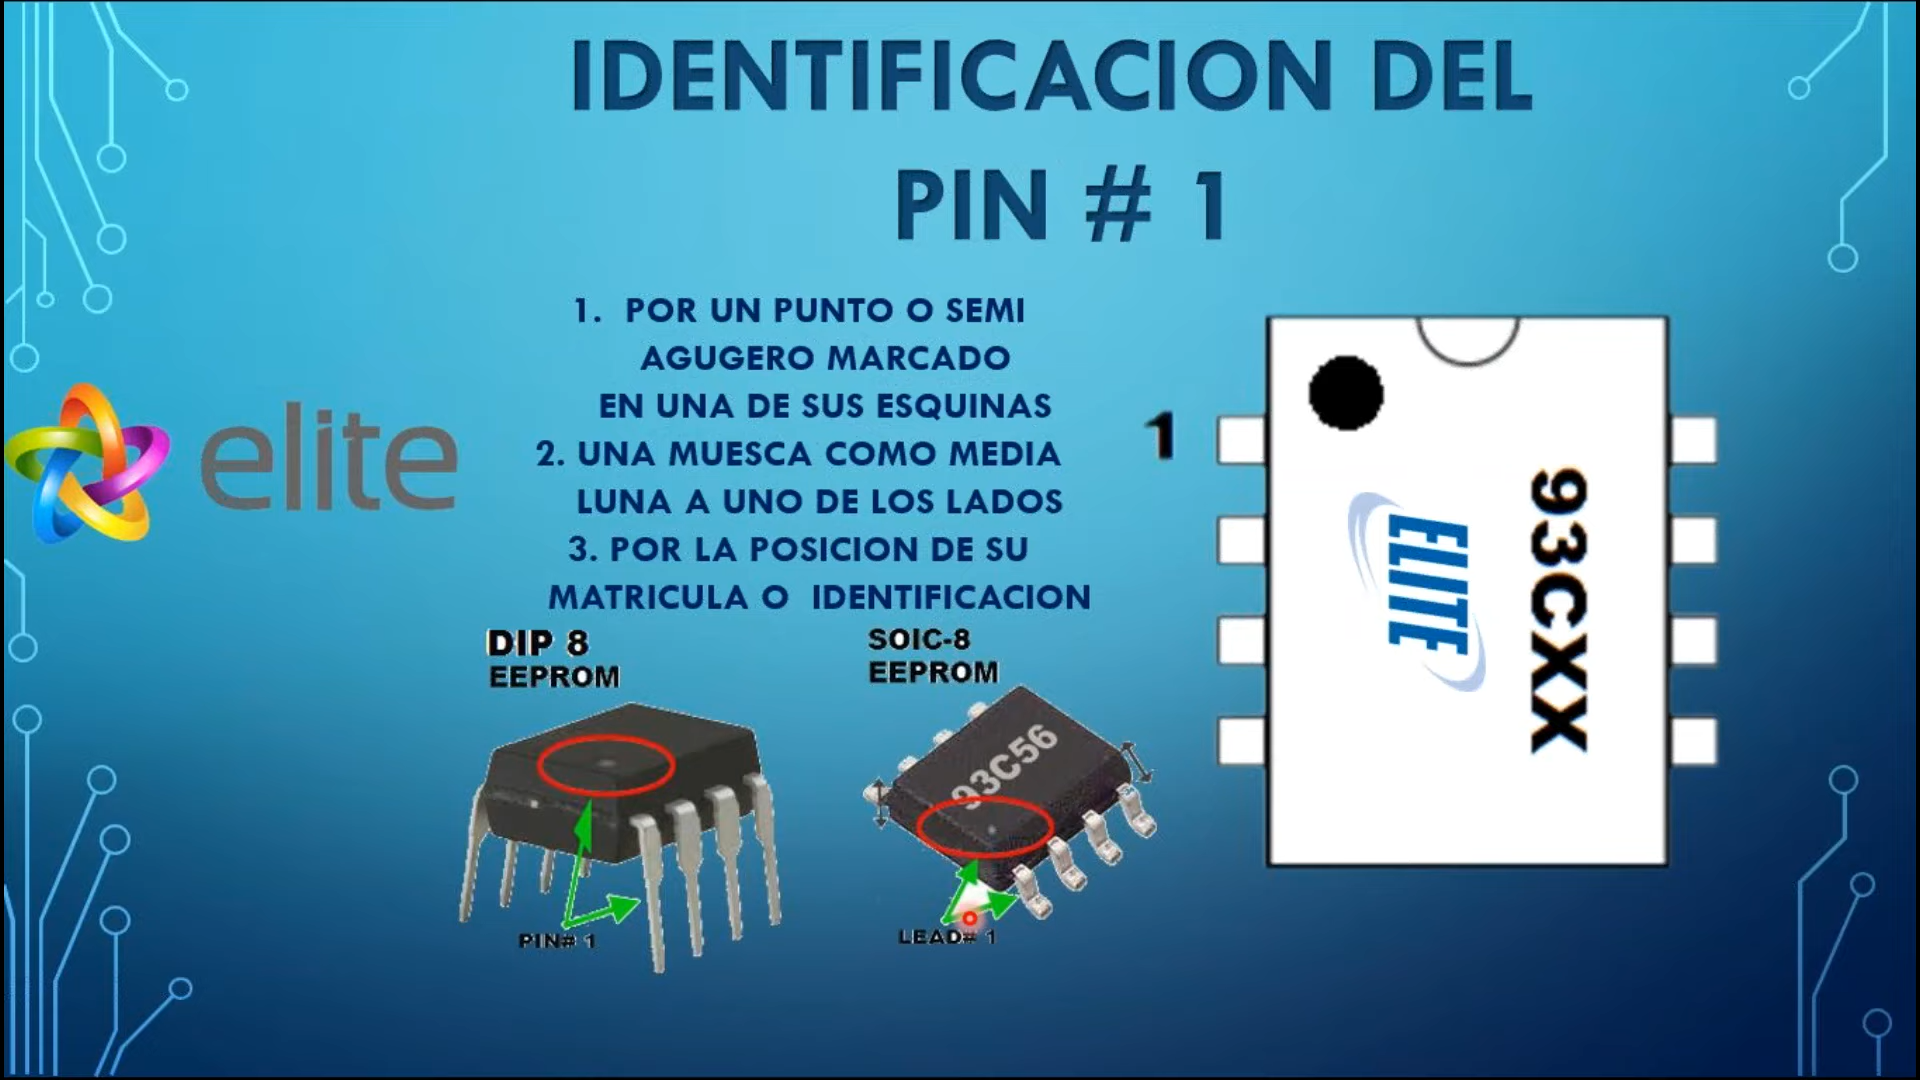 IDENTIFICACION DEL
PIN # 1
1. POR UN PUNTO O SEMI
AGUGERO MARCADO
EN UNA DE SUS ESQUINAS
2. UNA MUESCA COMO MEDIA
LUNA A UNO DE LOS LADOS
3. POR LA POSICION DE SU
MATRICULA O IDENTIFICACION
elite
DIP 8
EEPROM
PIN# 1
SOIC-8
EEPROM
93C56
LEAD# 1
1
ELITE
93CXX